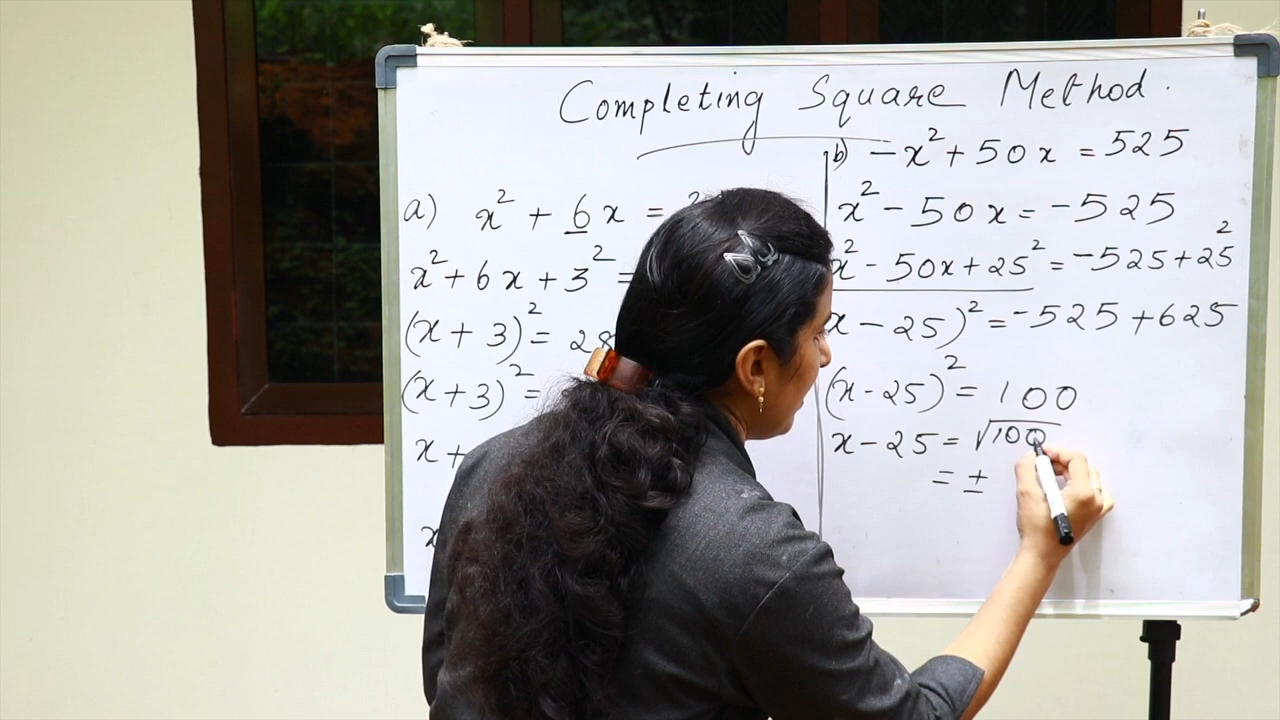 Completing Square Method.
a) x² + 6x =
x² + 6x + 3² =
(x + 3)² = 28
(x + 3)² =
x +
x
b) -x² + 50x = 525
x² - 50x = -525
x² - 50x + 25² = -525 + 25²
x - 25)² = -525 + 625
(x - 25)² = 100
x - 25 = √100
= ±